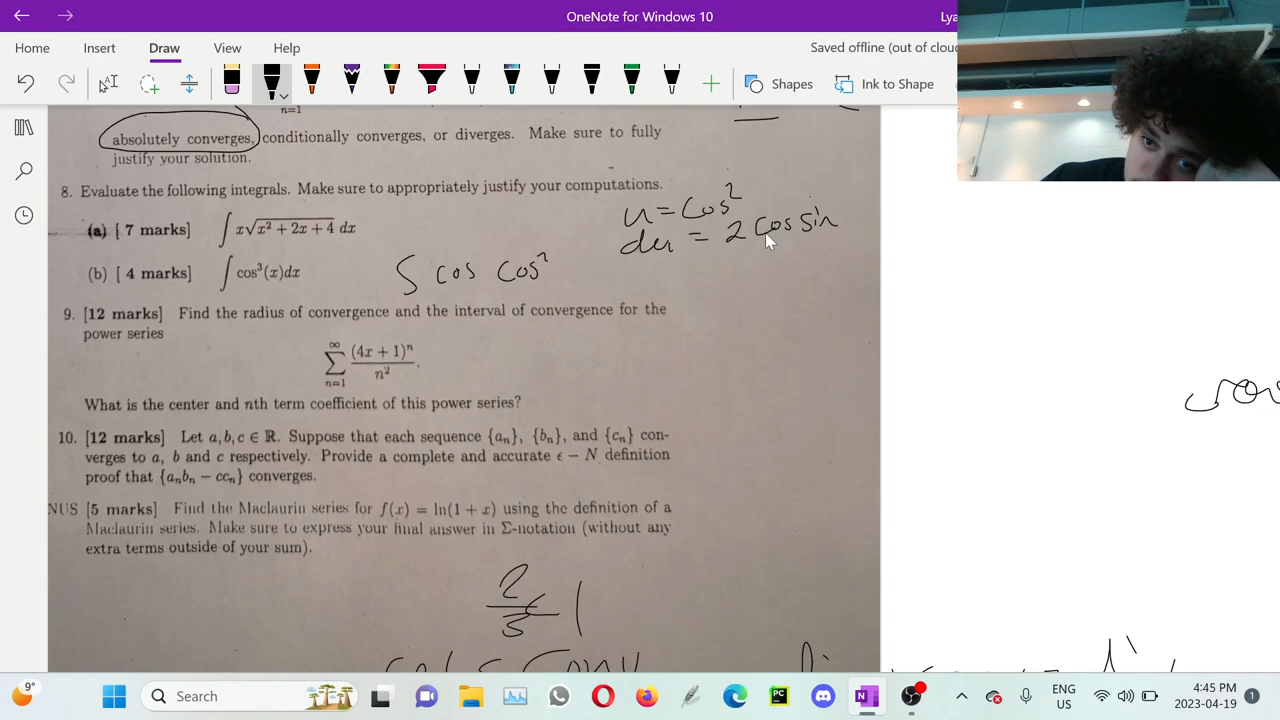 OneNote for Windows 10
Lya
Home Insert Draw View Help
Saved offline (out of clou
Shapes
Ink to Shape
n=1
absolutely converges, conditionally converges, or diverges. Make sure to fully
justify your solution.
8. Evaluate the following integrals. Make sure to appropriately justify your computations.
(a) [ 7 marks] ∫ x√x² + 2x + 4 dx
(b) [ 4 marks] ∫ cos³(x)dx
u = cos²
du = 2 cos sin
∫ cos cos²
9. [12 marks] Find the radius of convergence and the interval of convergence for the
power series
∞
∑ (4x + 1)ⁿ / n² .
n=1
What is the center and nth term coefficient of this power series?
10. [12 marks] Let a, b, c ∈ ℝ. Suppose that each sequence {aₙ}, {bₙ}, and {cₙ} con-
verges to a, b and c respectively. Provide a complete and accurate ϵ − N definition
proof that {aₙbₙ − ccₙ} converges.
NUS [5 marks] Find the Maclaurin series for f(x) = ln(1 + x) using the definition of a
Maclaurin series. Make sure to express your final answer in Σ-notation (without any
extra terms outside of your sum).
2
5
9°
Search
ENG
US
4:45 PM
2023-04-19
1